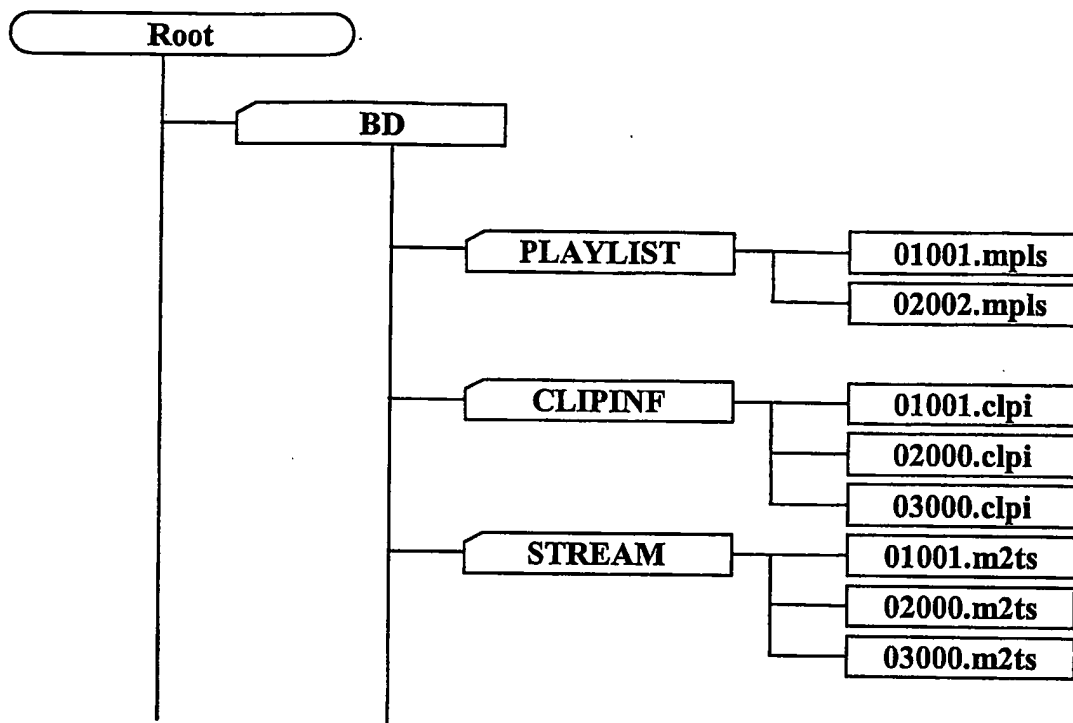 Root
BD
PLAYLIST
01001.mpls
02002.mpls
CLIPINF
01001.clpi
02000.clpi
03000.clpi
STREAM
01001.m2ts
02000.m2ts
03000.m2ts